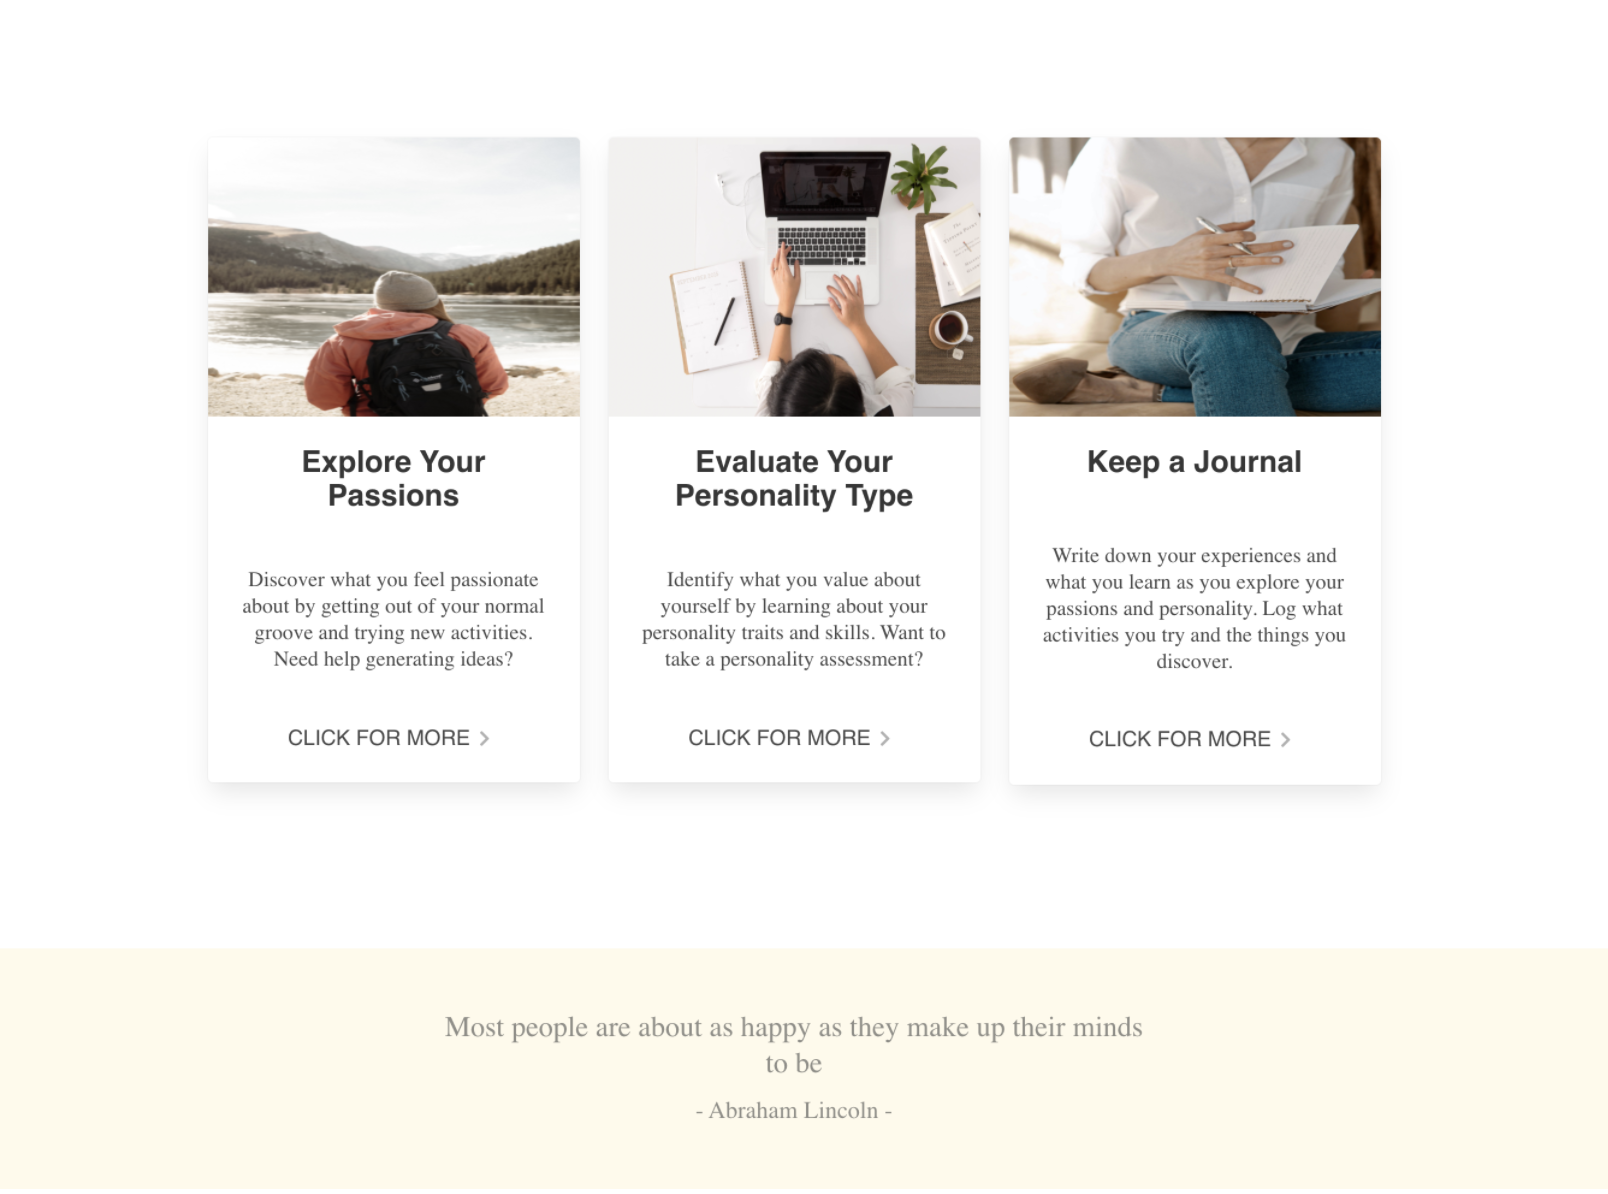 Explore Your
Passions
Discover what you feel passionate
about by getting out of your normal
groove and trying new activities.
Need help generating ideas?
CLICK FOR MORE
Evaluate Your
Personality Type
Identify what you value about
yourself by learning about your
personality traits and skills. Want to
take a personality assessment?
CLICK FOR MORE
Keep a Journal
Write down your experiences and
what you learn as you explore your
passions and personality. Log what
activities you try and the things you
discover.
CLICK FOR MORE
Most people are about as happy as they make up their minds
to be
- Abraham Lincoln -